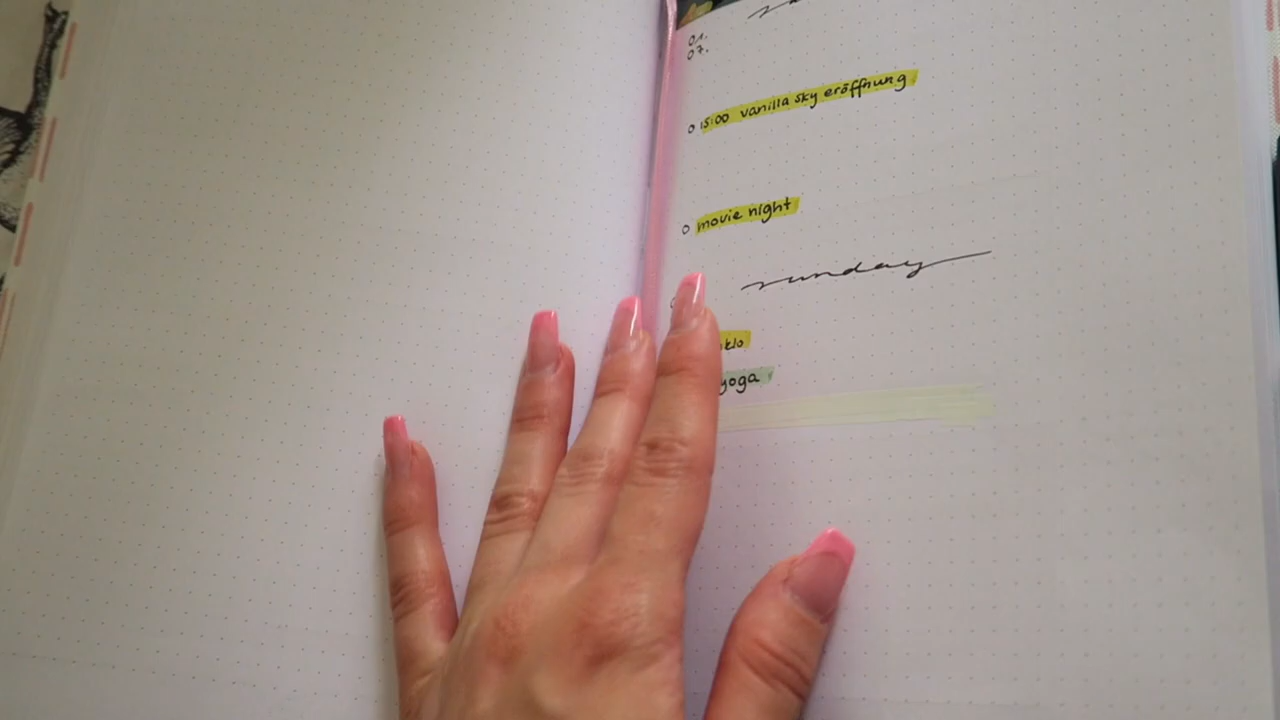 01.
07.
o 15:00 vanilla sky eröffnung
o movie night
sunday
yoga